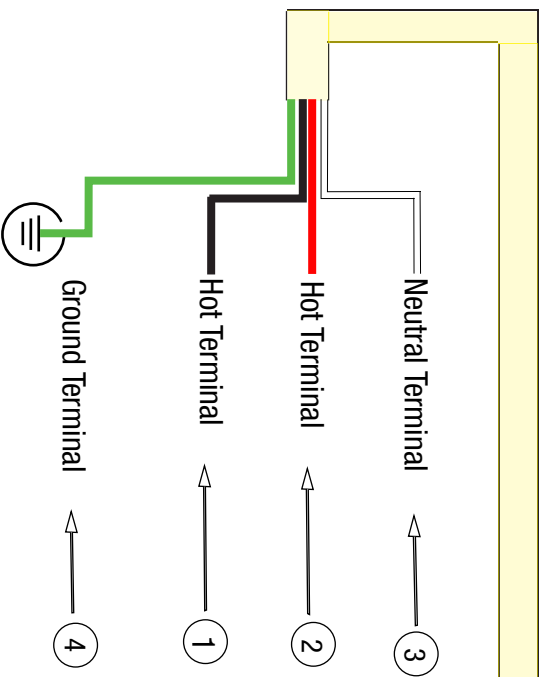 Neutral Terminal
3
Hot Terminal
2
Hot Terminal
1
Ground Terminal
4